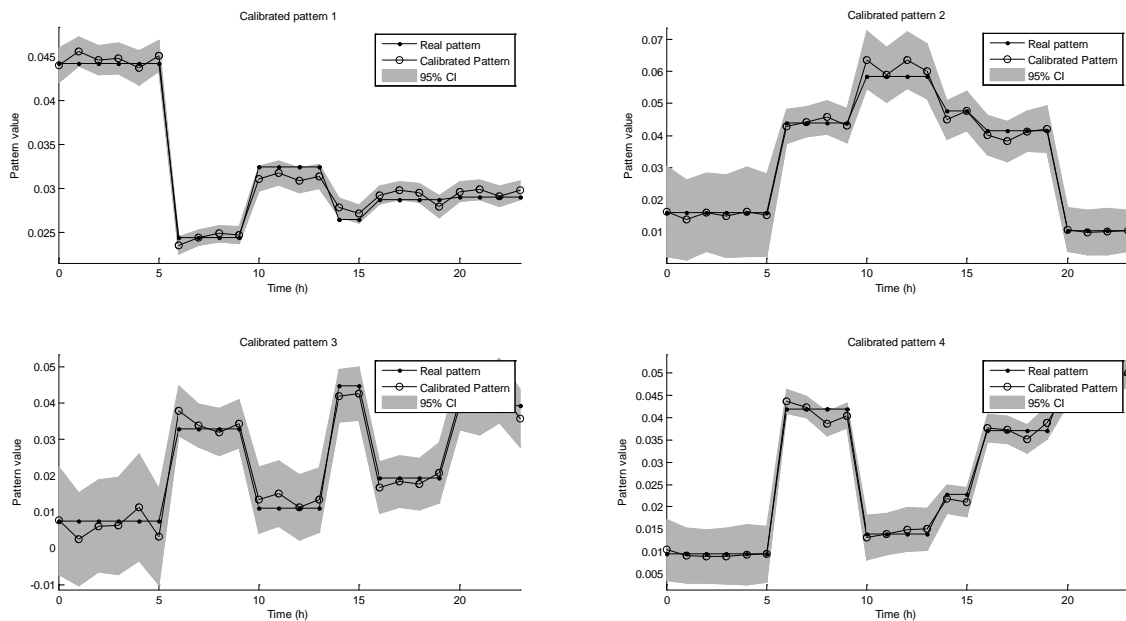 Calibrated pattern 1
0.045
0.04
0.035
0.03
0.025
Pattern value
0
5
10
15
20
Time (h)
Real pattern
Calibrated Pattern
95% CI
Calibrated pattern 2
0.07
0.06
0.05
0.04
0.03
0.02
0.01
Pattern value
0
5
10
15
20
Time (h)
Real pattern
Calibrated Pattern
95% CI
Calibrated pattern 3
0.05
0.04
0.03
0.02
0.01
0
-0.01
Pattern value
0
5
10
15
20
Time (h)
Real pattern
Calibrated Pattern
95% CI
Calibrated pattern 4
0.05
0.045
0.04
0.035
0.03
0.025
0.02
0.015
0.01
0.005
Pattern value
0
5
10
15
20
Time (h)
Real pattern
Calibrated Pattern
95% CI